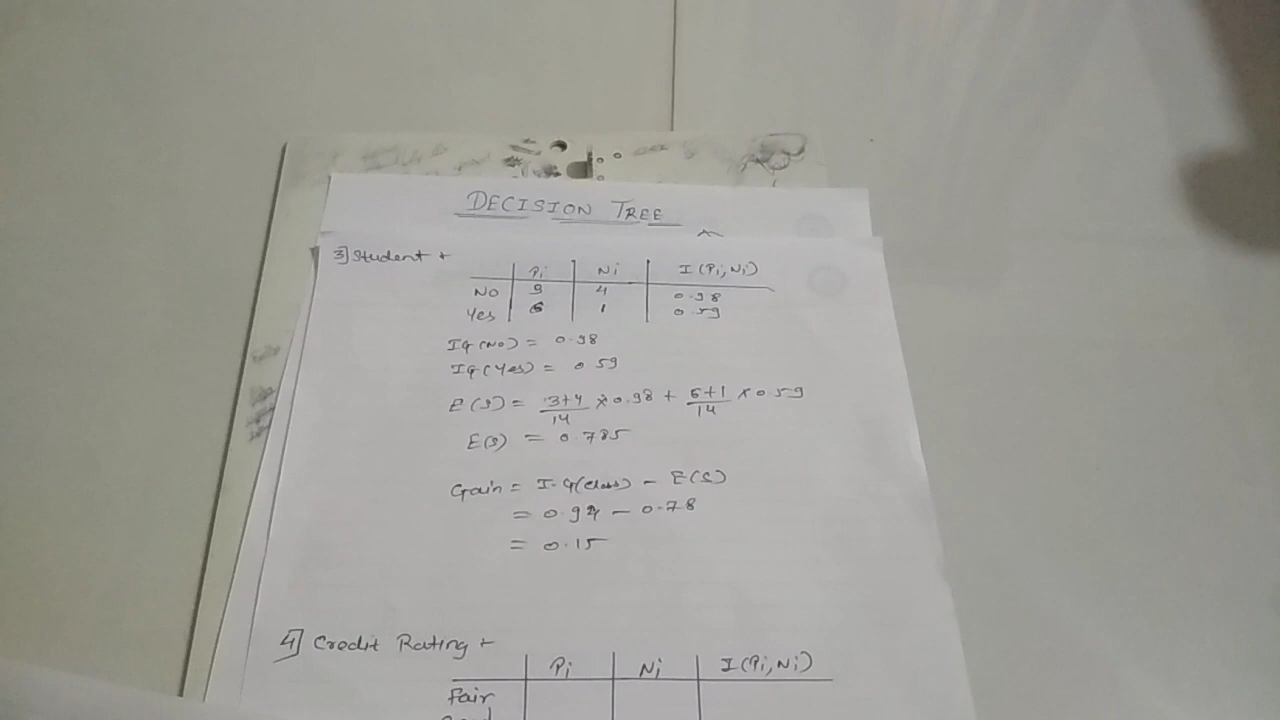 DECISION TREE
3] Student +
Pi Ni I (Pi, Ni)
No 3 4 0.98
Yes 6 1 0.59
IG (No) = 0.98
IG (Yes) = 0.59
E (S) = 3+4/14 × 0.98 + 6+1/14 × 0.59
E(S) = 0.785
Gain = I.G(class) - E(S)
= 0.94 - 0.78
= 0.15
4] Credit Rating +
Pi Ni I (Pi, Ni)
Fair